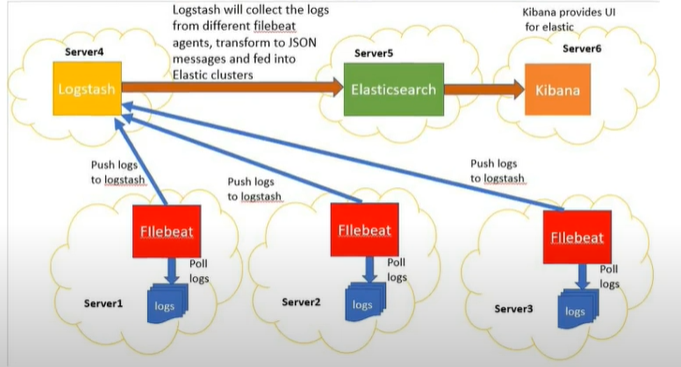 Logstash will collect the logs
from different filebeat
agents, transform to JSON
messages and fed into
Elastic clusters
Kibana provides UI
for elastic
Server4
Server5
Server6
Logstash
Elasticsearch
Kibana
Push logs
to logstash
Push logs
to logstash
Push logs
to logstash
FIlebeat
FIlebeat
FIlebeat
Poll
logs
Poll
logs
Poll
logs
Server1
logs
Server2
logs
Server3
logs